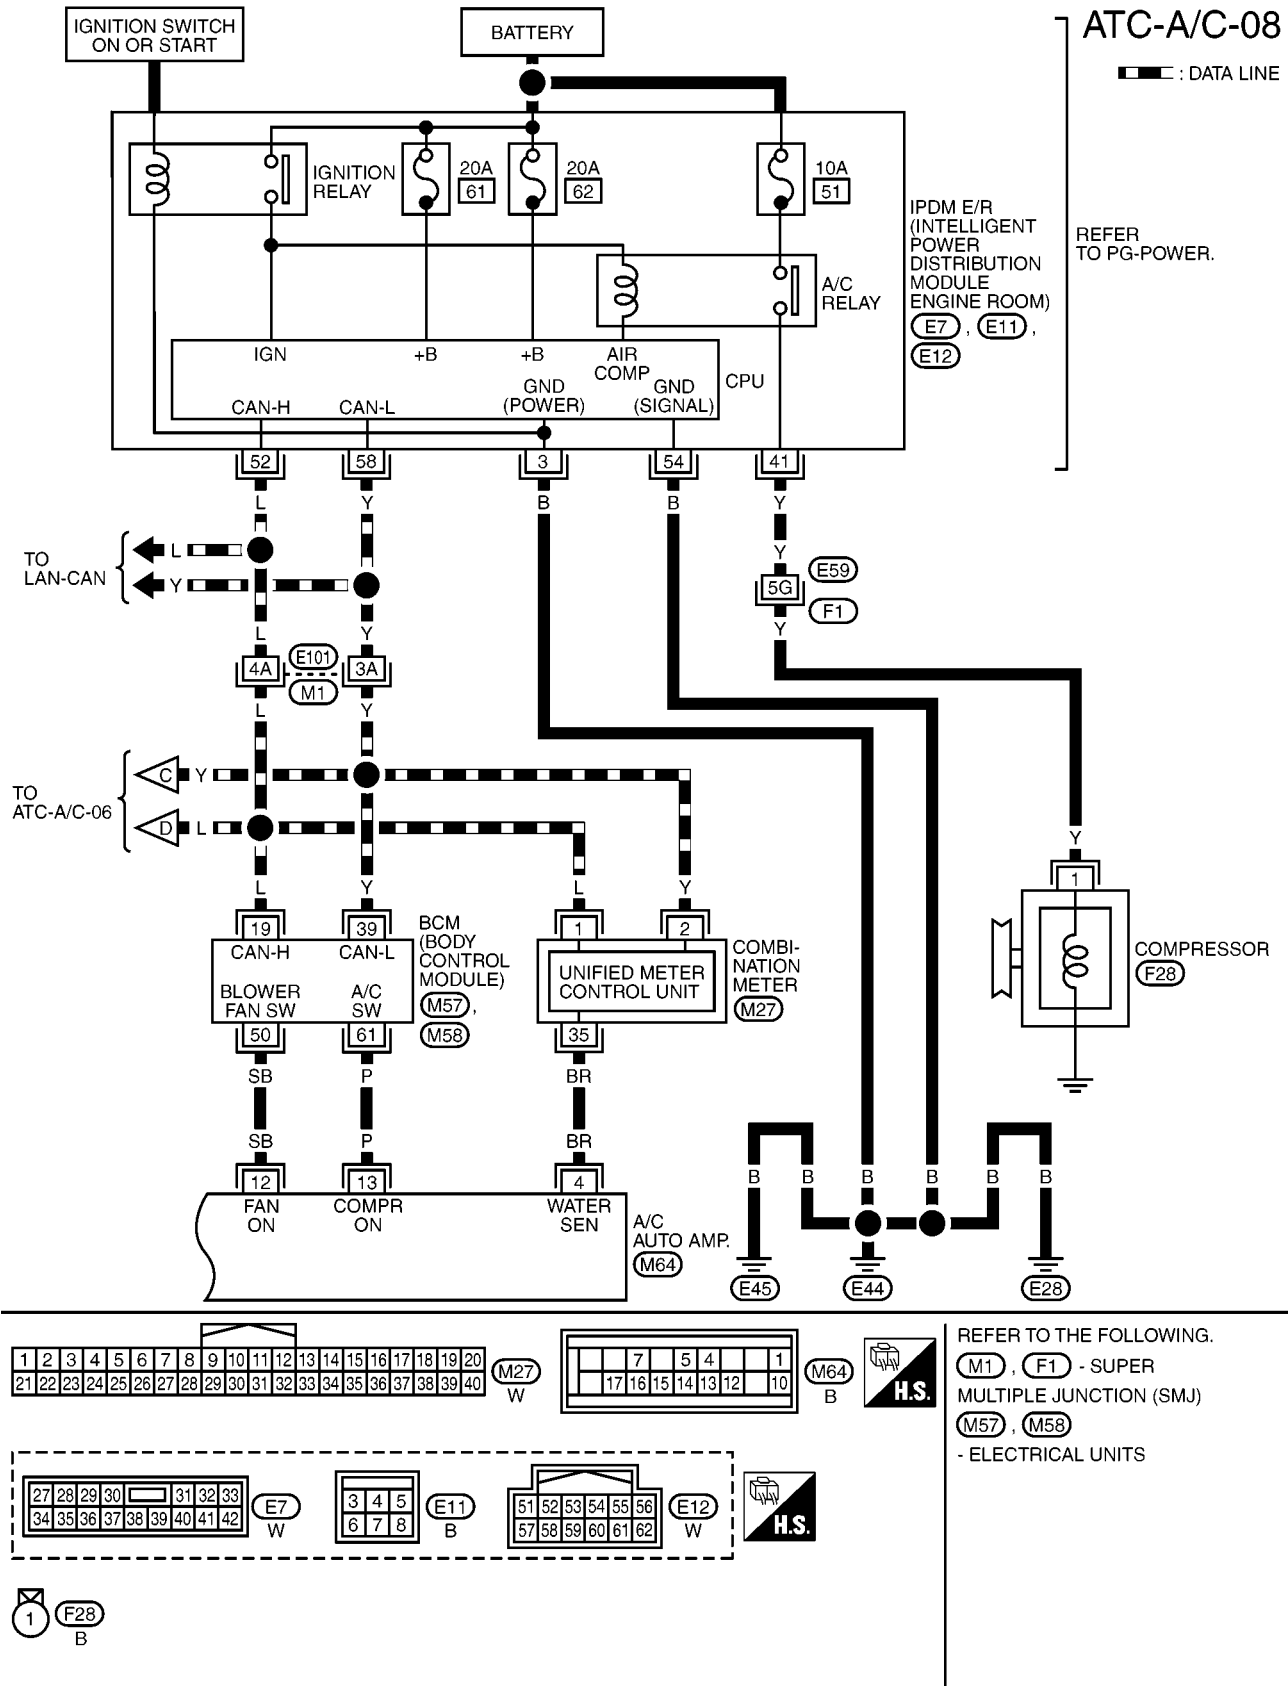 IGNITION SWITCH
ON OR START
BATTERY
ATC-A/C-08
: DATA LINE
IGNITION
RELAY
20A
61
20A
62
10A
51
IPDM E/R
(INTELLIGENT
POWER
DISTRIBUTION
MODULE
ENGINE ROOM)
E7 , E11 ,
E12
REFER
TO PG-POWER.
A/C
RELAY
IGN
+B
+B
AIR
COMP
CPU
CAN-H
CAN-L
GND
(POWER)
GND
(SIGNAL)
52
58
3
54
41
L
Y
B
B
Y
TO
LAN-CAN
L
Y
Y
5G
E59
F1
Y
L
Y
4A
E101
M1
3A
L
Y
TO
ATC-A/C-06
C
Y
D
L
L
Y
L
Y
Y
19
39
1
2
1
CAN-H
CAN-L
BLOWER
FAN SW
A/C
SW
BCM
(BODY
CONTROL
MODULE)
M57 ,
M58
UNIFIED METER
CONTROL UNIT
COMBI-
NATION
METER
M27
COMPRESSOR
F28
50
61
35
SB
P
BR
SB
P
BR
12
13
4
FAN
ON
COMPR
ON
WATER
SEN
A/C
AUTO AMP.
M64
B
B
B
B
B
B
E45
E44
E28
1 2 3 4 5 6 7 8 9 10 11 12 13 14 15 16 17 18 19 20
21 22 23 24 25 26 27 28 29 30 31 32 33 34 35 36 37 38 39 40
M27
W
7 5 4 1
17 16 15 14 13 12 10
M64
B
H.S.
REFER TO THE FOLLOWING.
M1 , F1 - SUPER
MULTIPLE JUNCTION (SMJ)
M57 , M58
- ELECTRICAL UNITS
27 28 29 30 31 32 33
34 35 36 37 38 39 40 41 42
E7
W
3 4 5
6 7 8
E11
B
51 52 53 54 55 56
57 58 59 60 61 62
E12
W
H.S.
1
F28
B